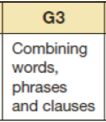 G3
Combining
words,
phrases
and clauses